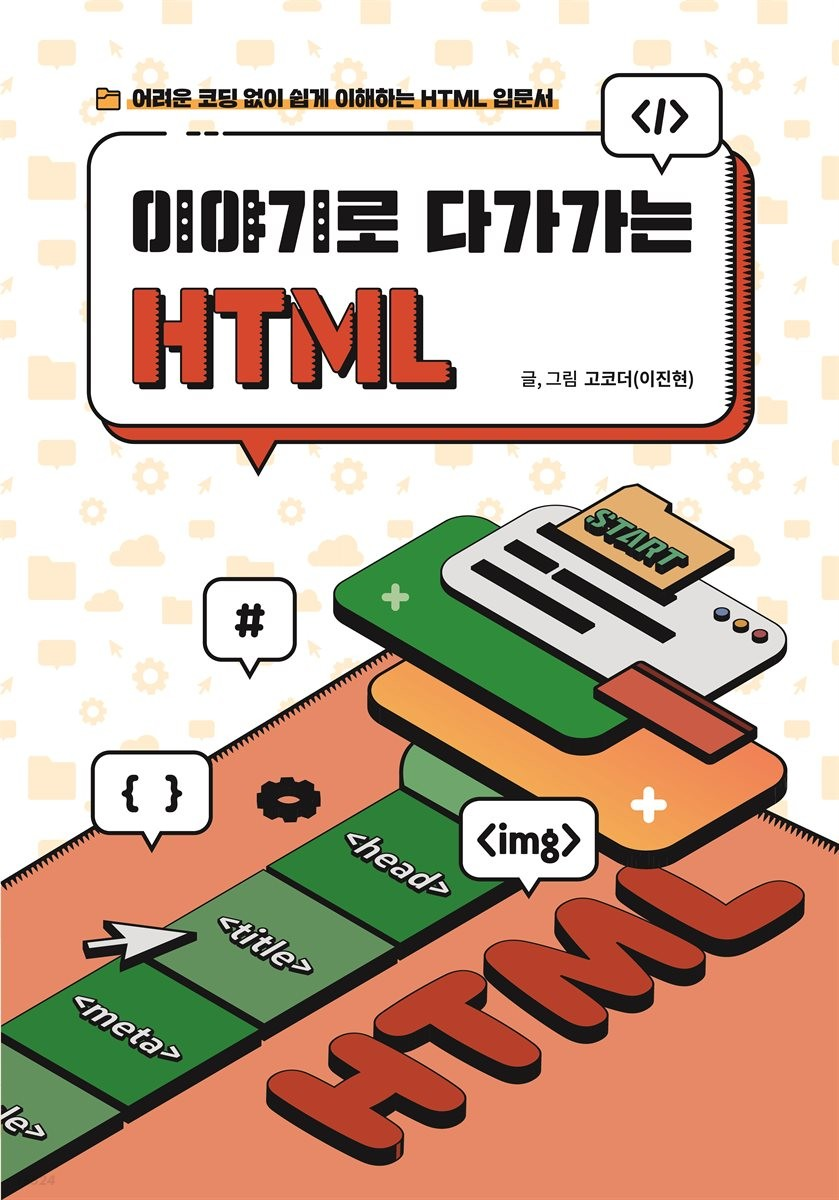 어려운 코딩 없이 쉽게 이해하는 HTML 입문서
</>
이야기로 다가가는
HTML
글, 그림 고코더(이진현)
START
#
{ }
<img>
<head>
<title>
<meta>
le>
HTML